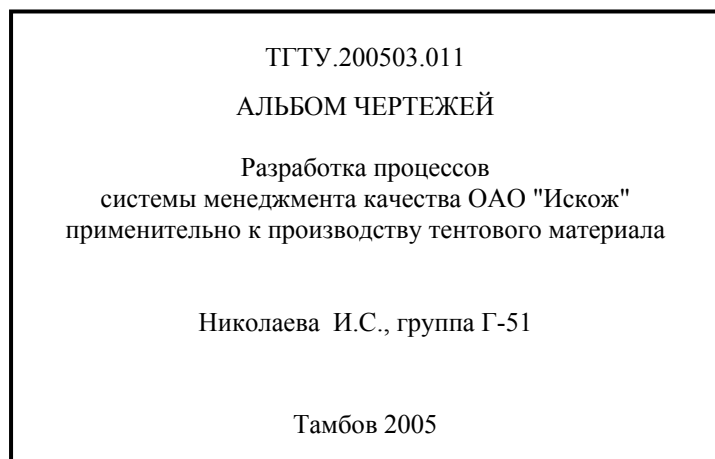 ТГТУ.200503.011
АЛЬБОМ ЧЕРТЕЖЕЙ
Разработка процессов
системы менеджмента качества ОАО "Искож"
применительно к производству тентового материала
Николаева И.С., группа Г-51
Тамбов 2005